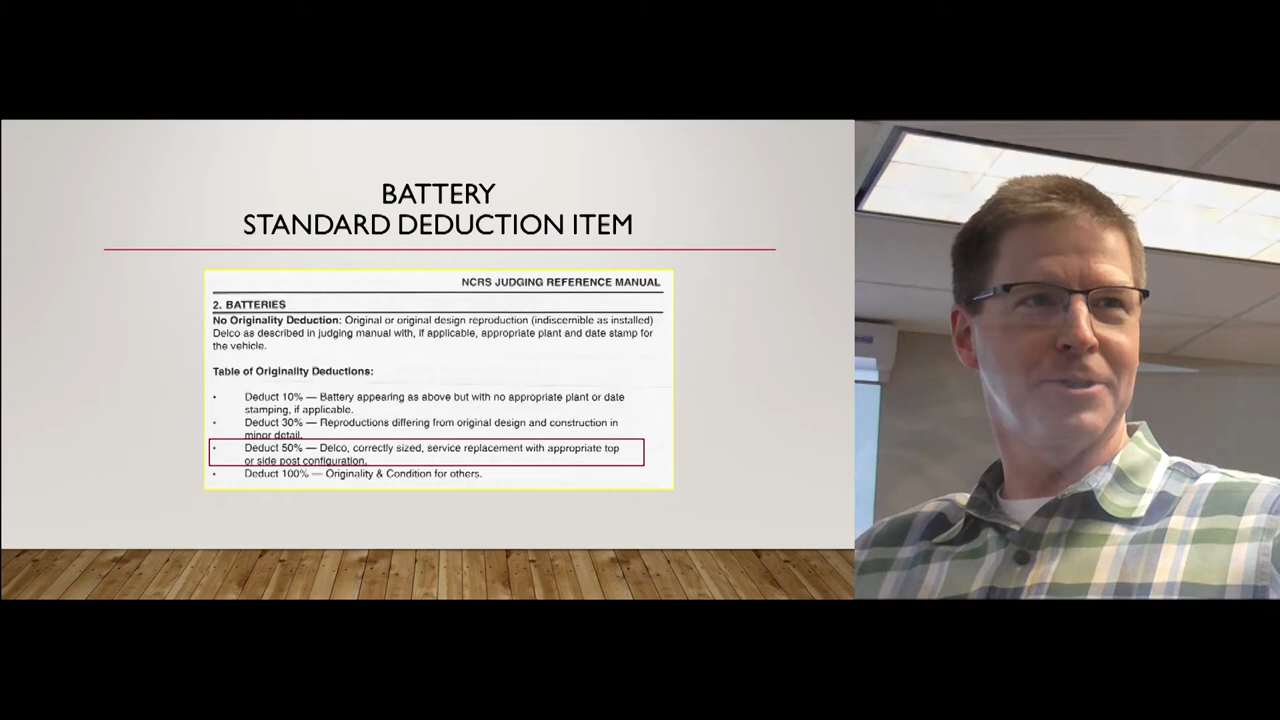 BATTERY
STANDARD DEDUCTION ITEM
NCRS JUDGING REFERENCE MANUAL
2. BATTERIES
No Originality Deduction: Original or original design reproduction (indiscernible as installed)
Delco as described in judging manual with, if applicable, appropriate plant and date stamp for
the vehicle.
Table of Originality Deductions:
• Deduct 10% — Battery appearing as above but with no appropriate plant or date
stamping, if applicable.
• Deduct 30% — Reproductions differing from original design and construction in
minor detail.
• Deduct 50% — Delco, correctly sized, service replacement with appropriate top
or side post configuration.
• Deduct 100% — Originality & Condition for others.